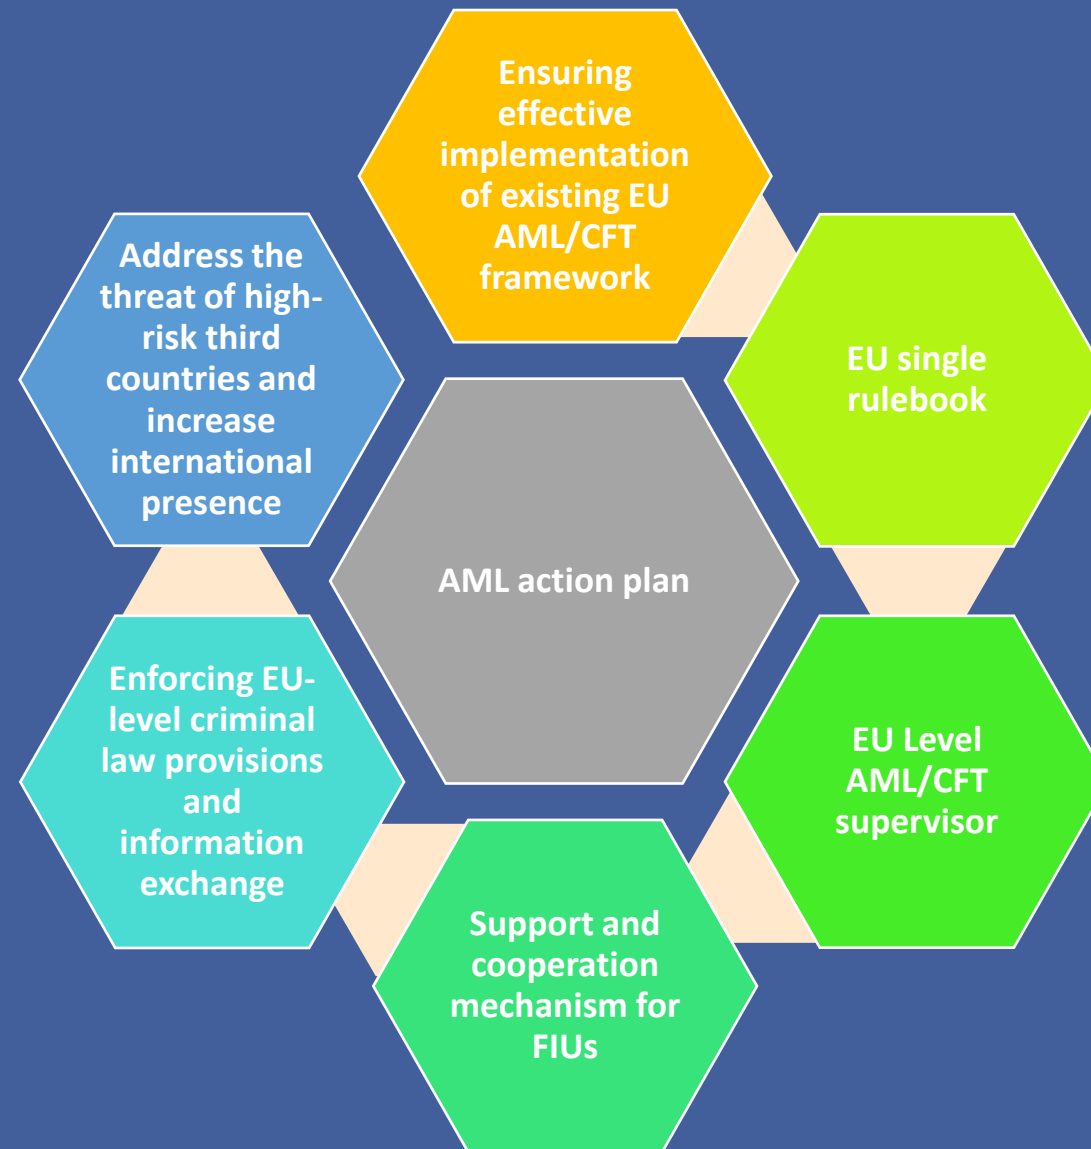 Ensuring
effective
implementation
of existing EU
AML/CFT
framework
EU single
rulebook
EU Level
AML/CFT
supervisor
Support and
cooperation
mechanism for
FIUs
Enforcing EU-
level criminal
law provisions
and
information
exchange
Address the
threat of high-
risk third
countries and
increase
international
presence
AML action plan